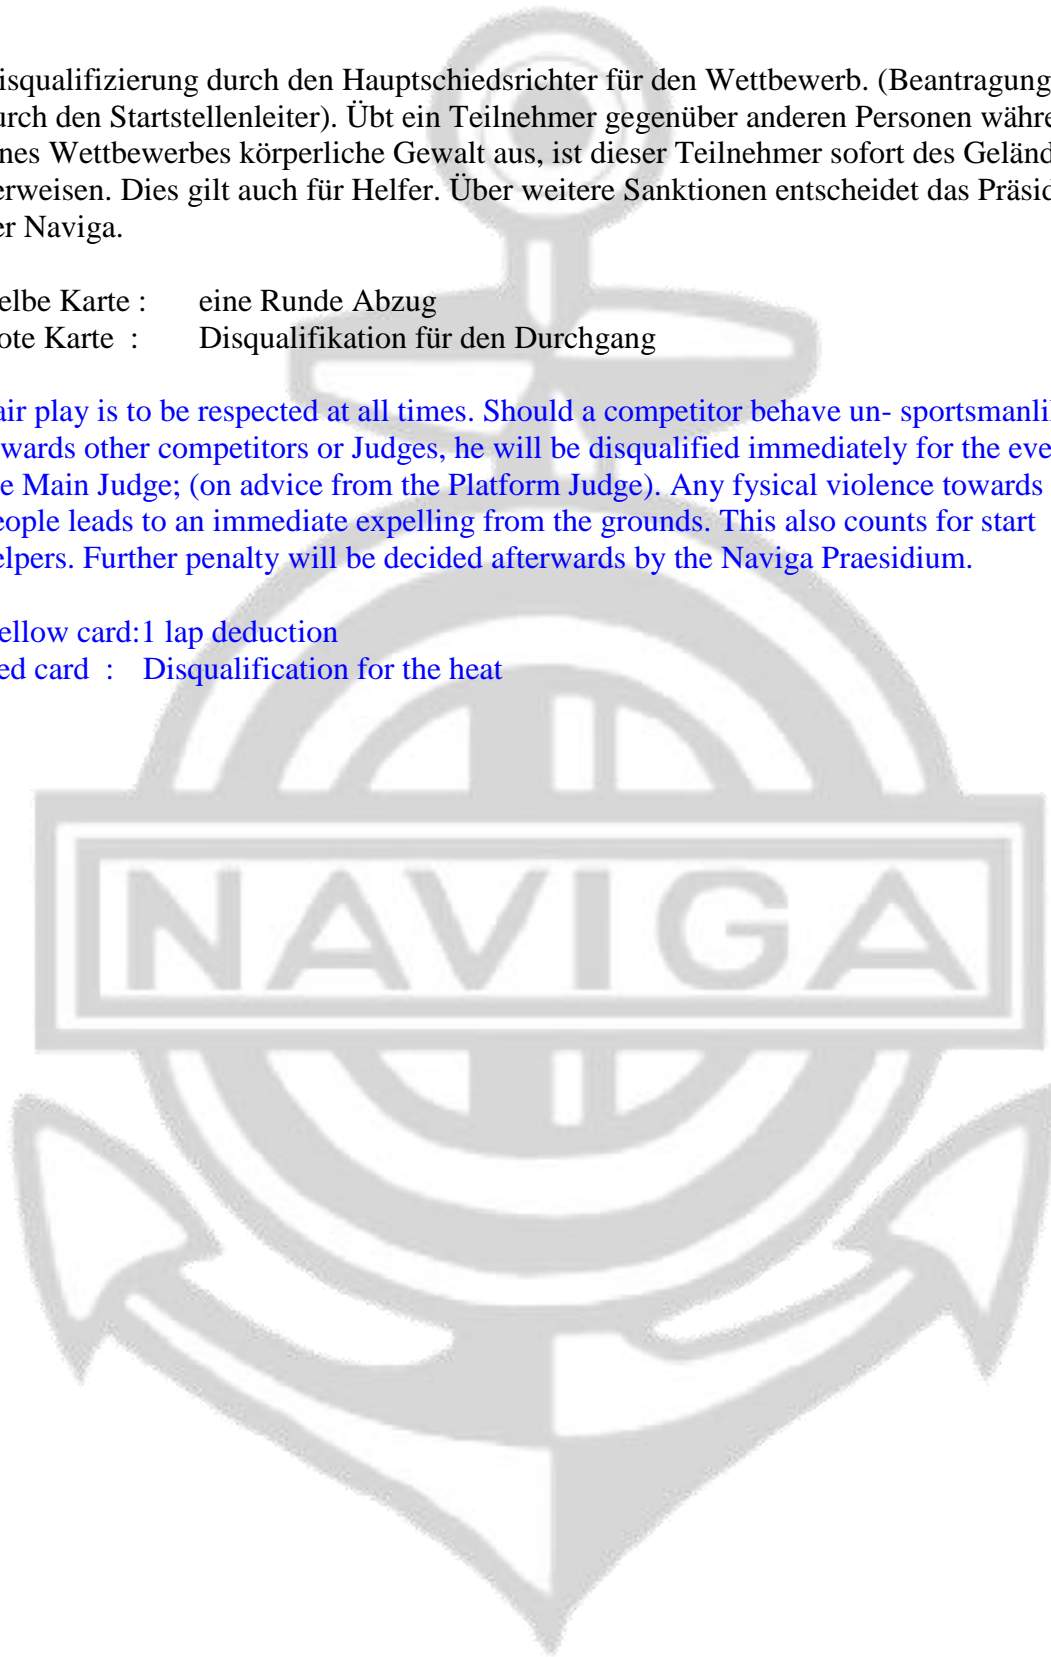 isqualifizierung durch den Hauptschiedsrichter für den Wettbewerb. (Beantragung
urch den Startstellenleiter). Übt ein Teilnehmer gegenüber anderen Personen währe
nes Wettbewerbes körperliche Gewalt aus, ist dieser Teilnehmer sofort des Geländ
erweisen. Dies gilt auch für Helfer. Über weitere Sanktionen entscheidet das Präsid
er Naviga.
elbe Karte : eine Runde Abzug
ote Karte : Disqualifikation für den Durchgang
air play is to be respected at all times. Should a competitor behave un- sportsmanli
wards other competitors or Judges, he will be disqualified immediately for the eve
e Main Judge; (on advice from the Platform Judge). Any fysical violence towards
eople leads to an immediate expelling from the grounds. This also counts for start
elpers. Further penalty will be decided afterwards by the Naviga Praesidium.
ellow card:1 lap deduction
ed card : Disqualification for the heat
NAVIGA